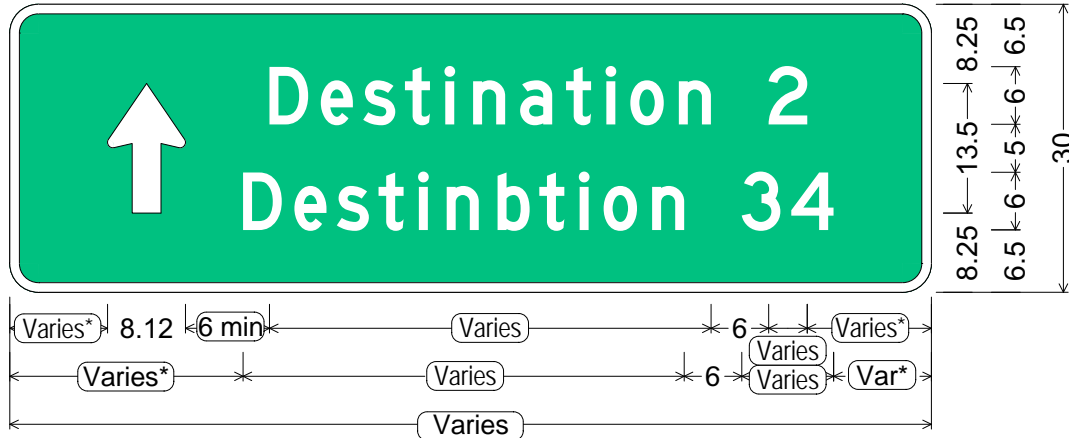 Destination 2
Destinbtion 34
8.25 13.5 8.25
6.5 6 5 6 6.5
30
Varies* 8.12 6 min Varies 6 Varies Varies*
Varies* Varies 6 Varies Var*
Varies